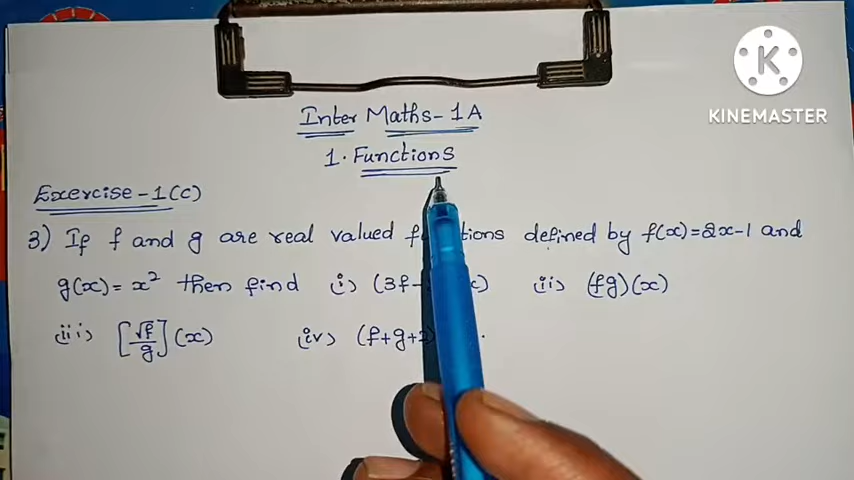 K
KINEMASTER
Inter Maths-1A
1. Functions
Exercise-1(c)
3) If f and g are real valued defined by f(x)=2x-1 and
g(x)= x² then find i) (3f- ) ii) (fg)(x)
iii) [√f/g](x) iv) (f+g+